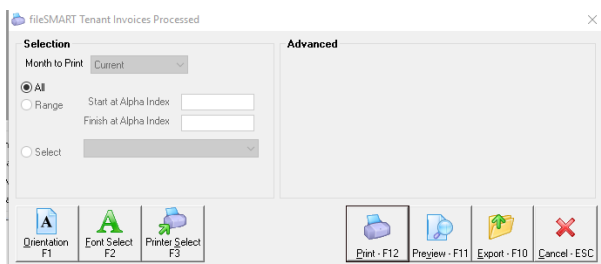 fileSMART Tenant Invoices Processed
Selection
Advanced
Month to Print Current
All
Range Start at Alpha Index
Finish at Alpha Index
Select
A
Orientation
F1
A
Font Select
F2
Printer Select
F3
Print - F12
Preview - F11
Export - F10
Cancel - ESC